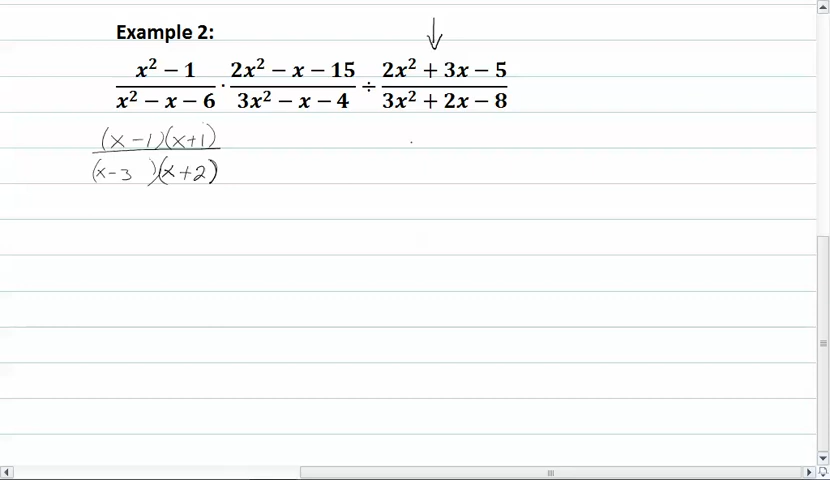 Example 2:
x² − 1 / x² − x − 6 · 2x² − x − 15 / 3x² − x − 4 ÷ 2x² + 3x − 5 / 3x² + 2x − 8
(x −1)(x+1)
(x−3 )(x+2)